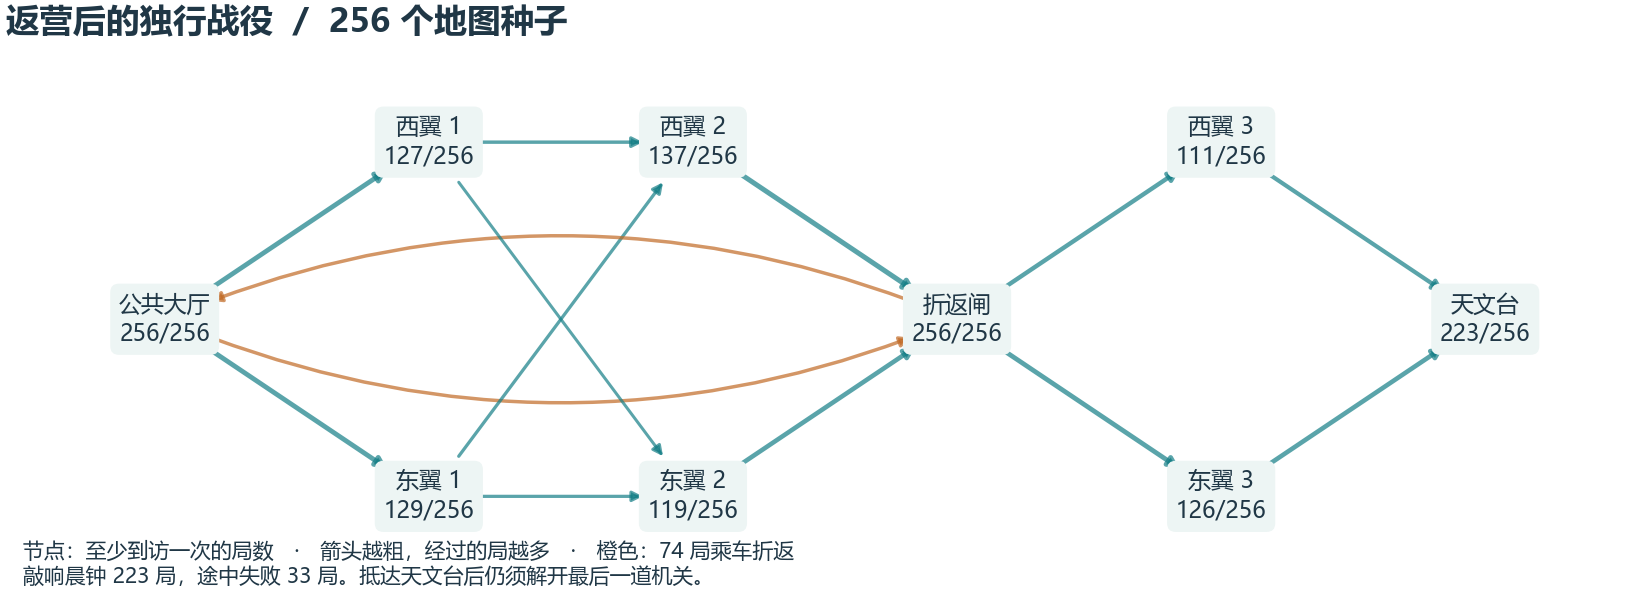 返营后的独行战役 / 256 个地图种子
西翼 1
127/256
西翼 2
137/256
西翼 3
111/256
公共大厅
256/256
折返闸
256/256
天文台
223/256
东翼 1
129/256
东翼 2
119/256
东翼 3
126/256
节点：至少到访一次的局数 · 箭头越粗，经过的局越多 · 橙色：74 局乘车折返
敲响晨钟 223 局，途中失败 33 局。抵达天文台后仍须解开最后一道机关。